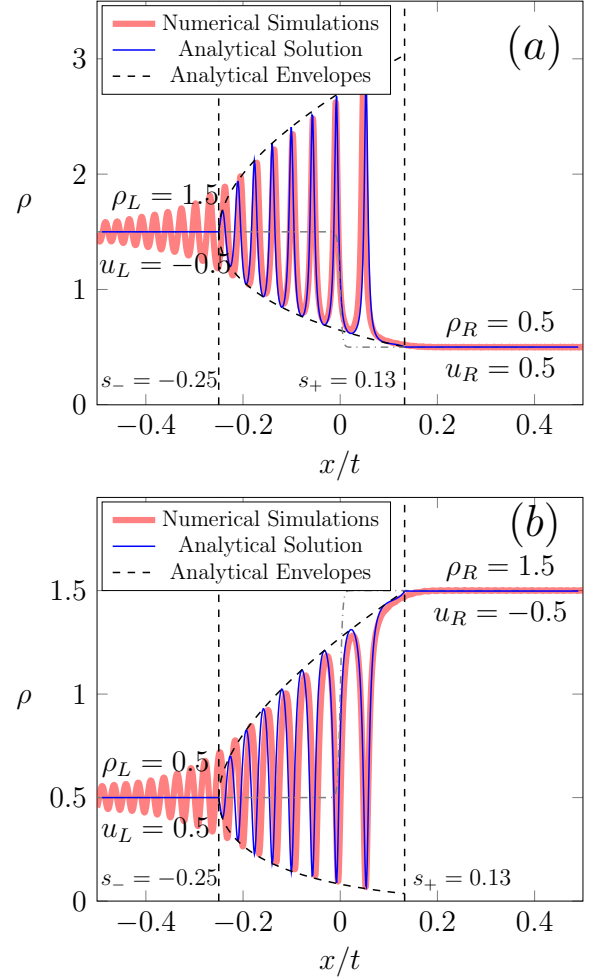 Numerical Simulations
Analytical Solution
Analytical Envelopes
(a)
3
2
1
0
ρ
ρ_L = 1.5
u_L = −0.5
ρ_R = 0.5
u_R = 0.5
s_− = −0.25
s_+ = 0.13
−0.4 −0.2 0 0.2 0.4
x/t
Numerical Simulations
Analytical Solution
Analytical Envelopes
(b)
1.5
1
0.5
0
ρ
ρ_R = 1.5
u_R = −0.5
ρ_L = 0.5
u_L = 0.5
s_− = −0.25
s_+ = 0.13
−0.4 −0.2 0 0.2 0.4
x/t